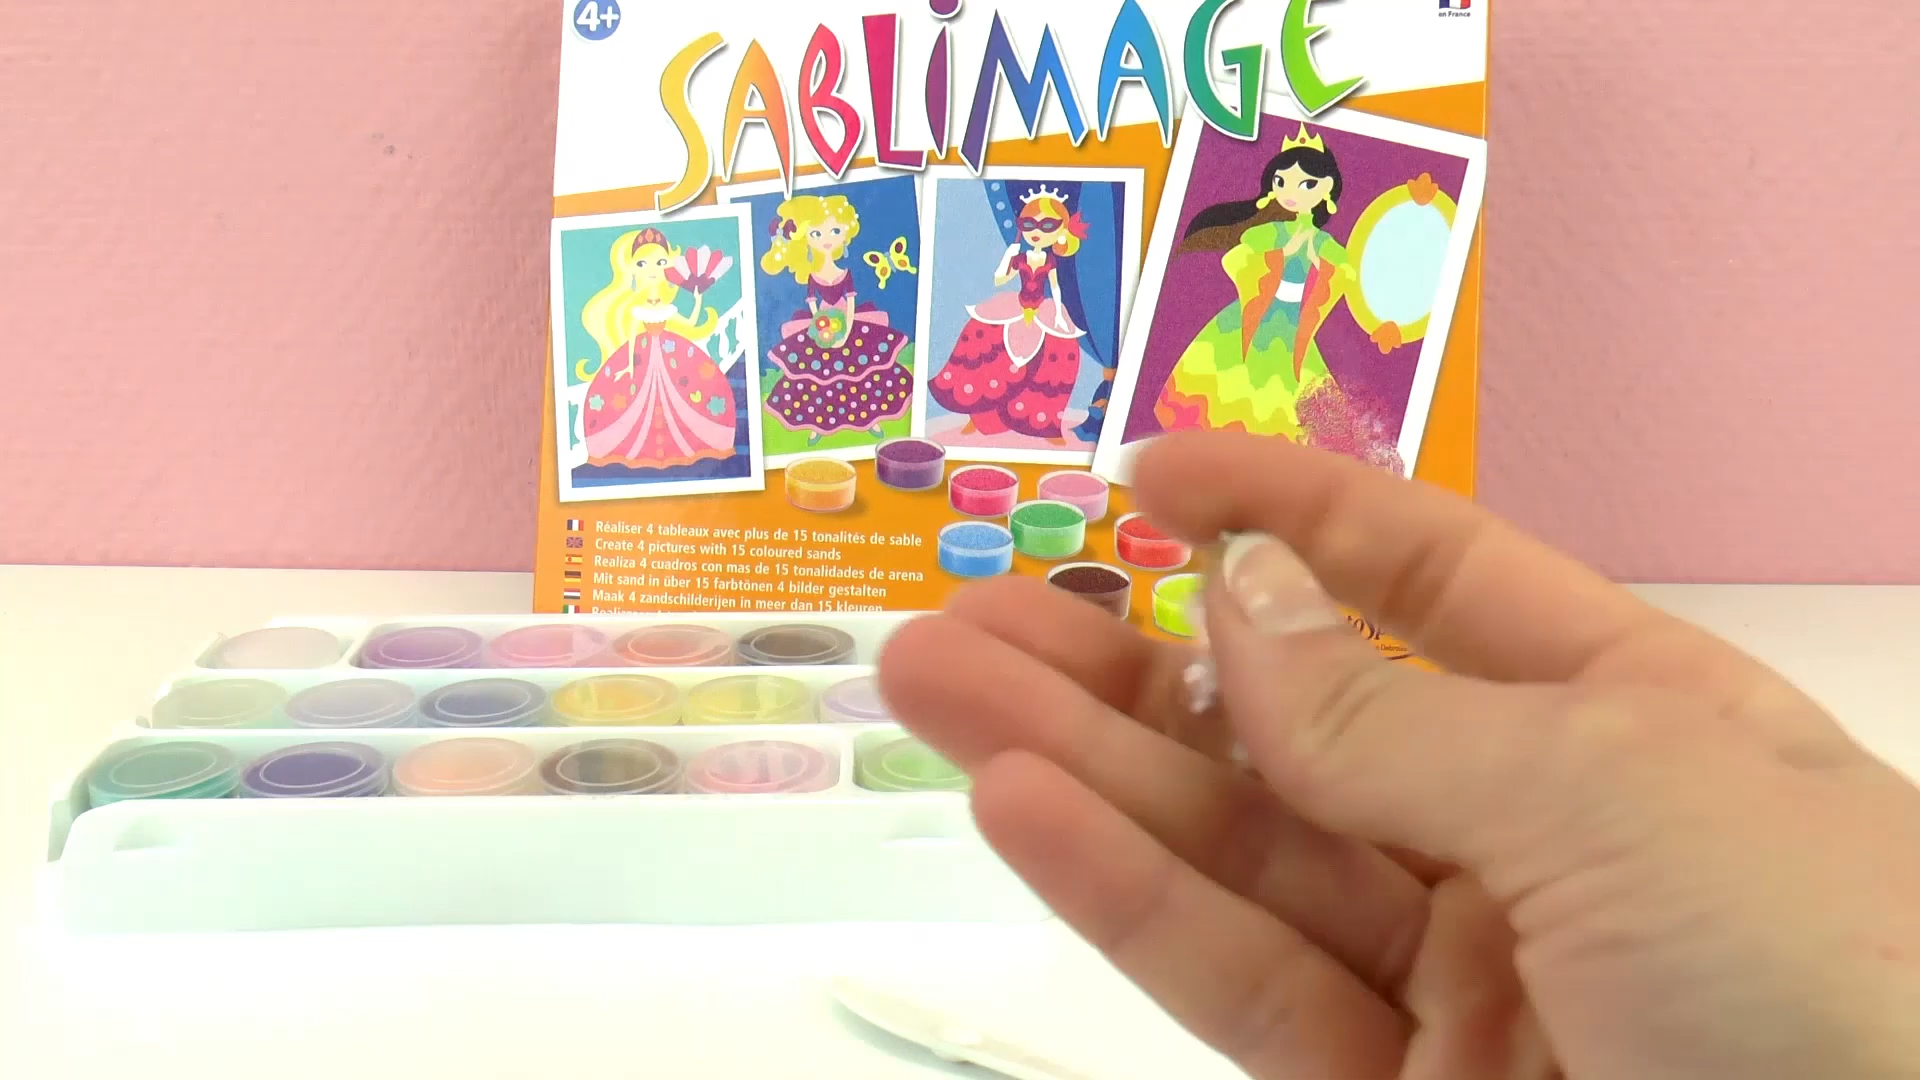 4+
en France
SABLiMAGE
Réaliser 4 tableaux avec plus de 15 tonalités de sable
Create 4 pictures with 15 coloured sands
Realiza 4 cuadros con mas de 15 tonalidades de arena
Mit sand in über 15 farbtönen 4 bilder gestalten
Maak 4 zandschilderijen in meer dan 15 kleuren